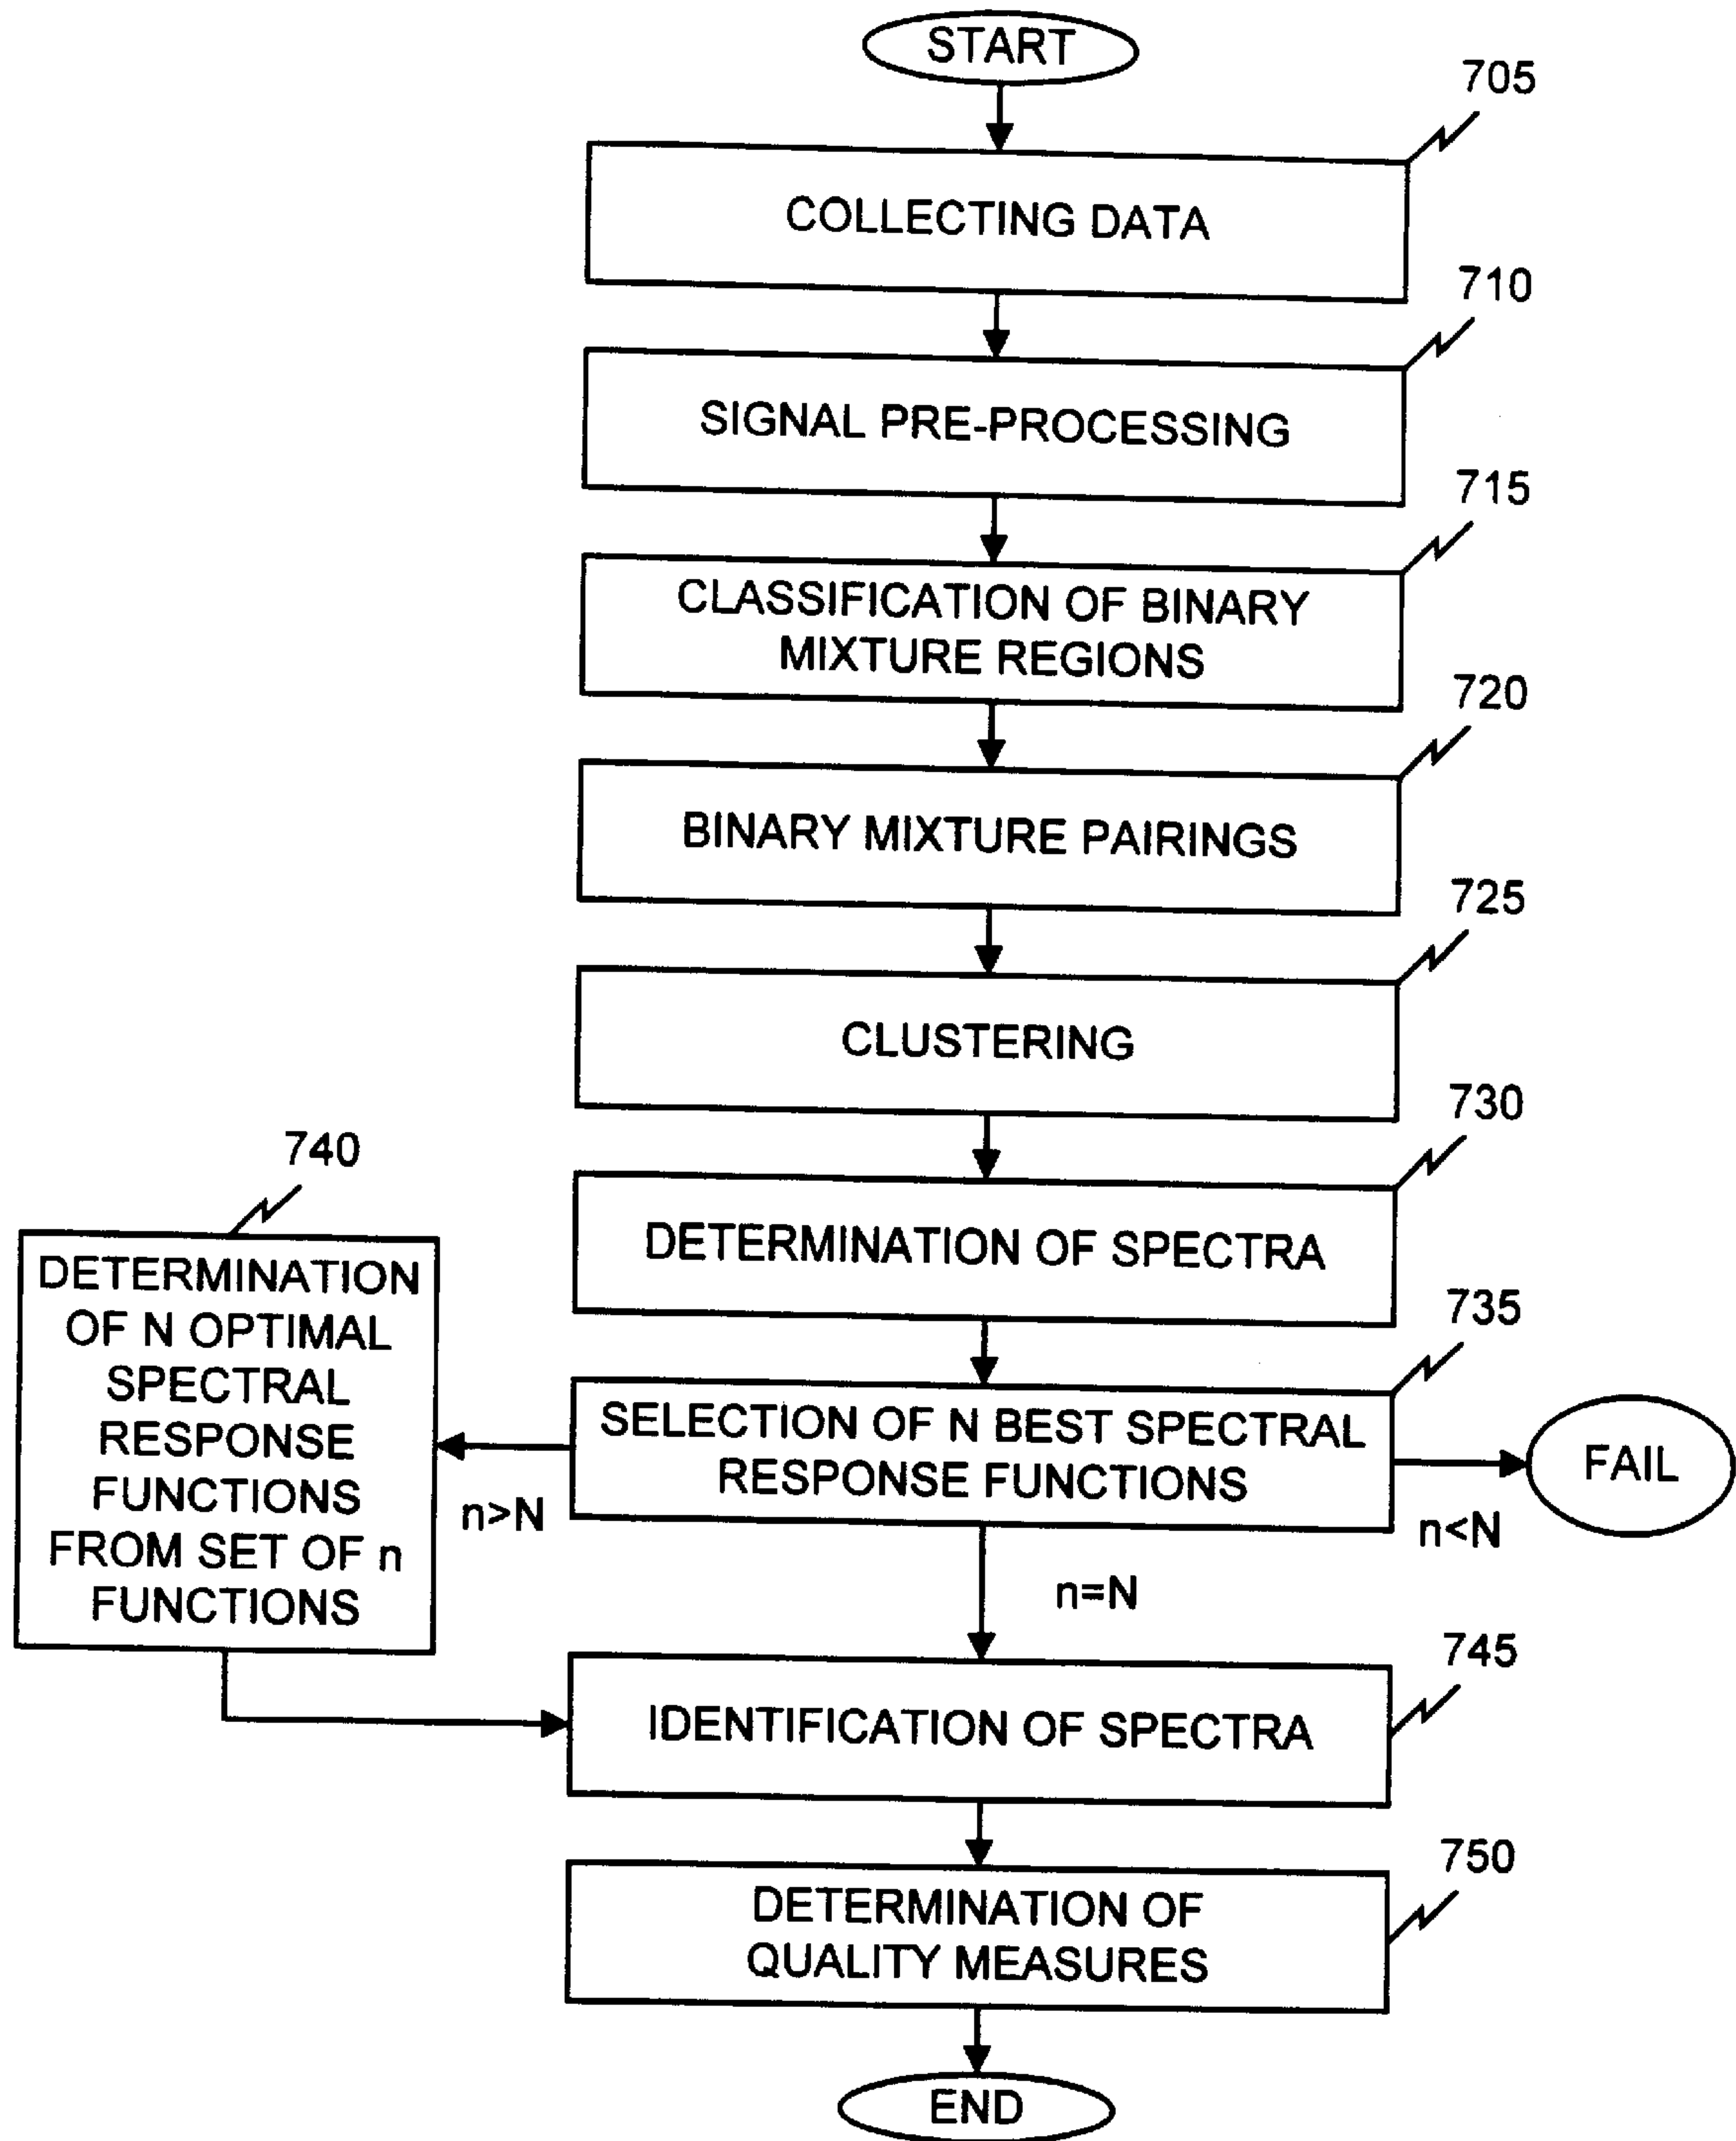 START
705
COLLECTING DATA
710
SIGNAL PRE-PROCESSING
715
CLASSIFICATION OF BINARY
MIXTURE REGIONS
720
BINARY MIXTURE PAIRINGS
725
CLUSTERING
730
DETERMINATION OF SPECTRA
735
SELECTION OF N BEST SPECTRAL
RESPONSE FUNCTIONS
n<N
FAIL
n>N
740
DETERMINATION
OF N OPTIMAL
SPECTRAL
RESPONSE
FUNCTIONS
FROM SET OF n
FUNCTIONS
n=N
745
IDENTIFICATION OF SPECTRA
750
DETERMINATION OF
QUALITY MEASURES
END